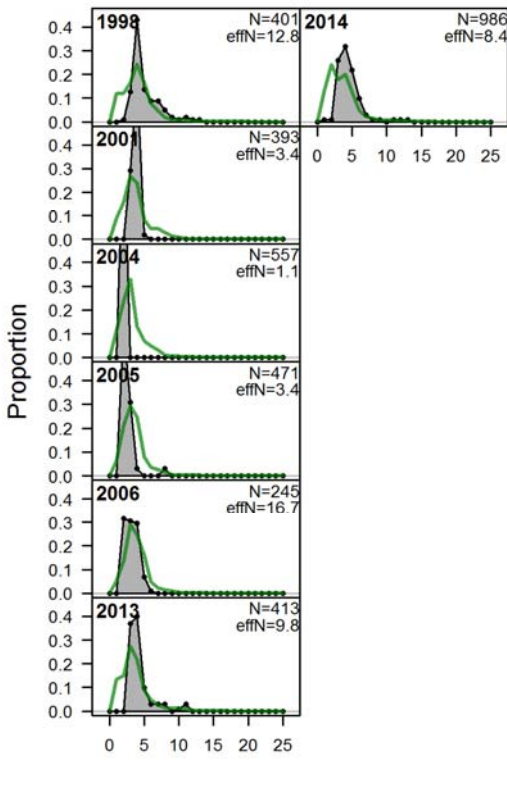 Proportion
1998
N=401
effN=12.8
0.4
0.3
0.2
0.1
0.0
2001
N=393
effN=3.4
0.4
0.3
0.2
0.1
0.0
2004
N=557
effN=1.1
0.4
0.3
0.2
0.1
0.0
2005
N=471
effN=3.4
0.4
0.3
0.2
0.1
0.0
2006
N=245
effN=16.7
0.4
0.3
0.2
0.1
0.0
2013
N=413
effN=9.8
0.4
0.3
0.2
0.1
0.0
0 5 10 15 20 25
2014
N=986
effN=8.4
0 5 10 15 20 25